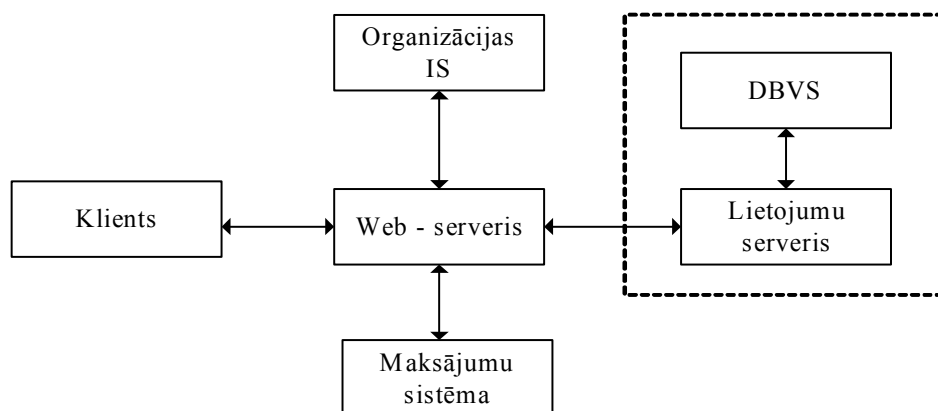 Organizācijas
IS
DBVS
Klients
Web - serveris
Lietojumu
serveris
Maksājumu
sistēma